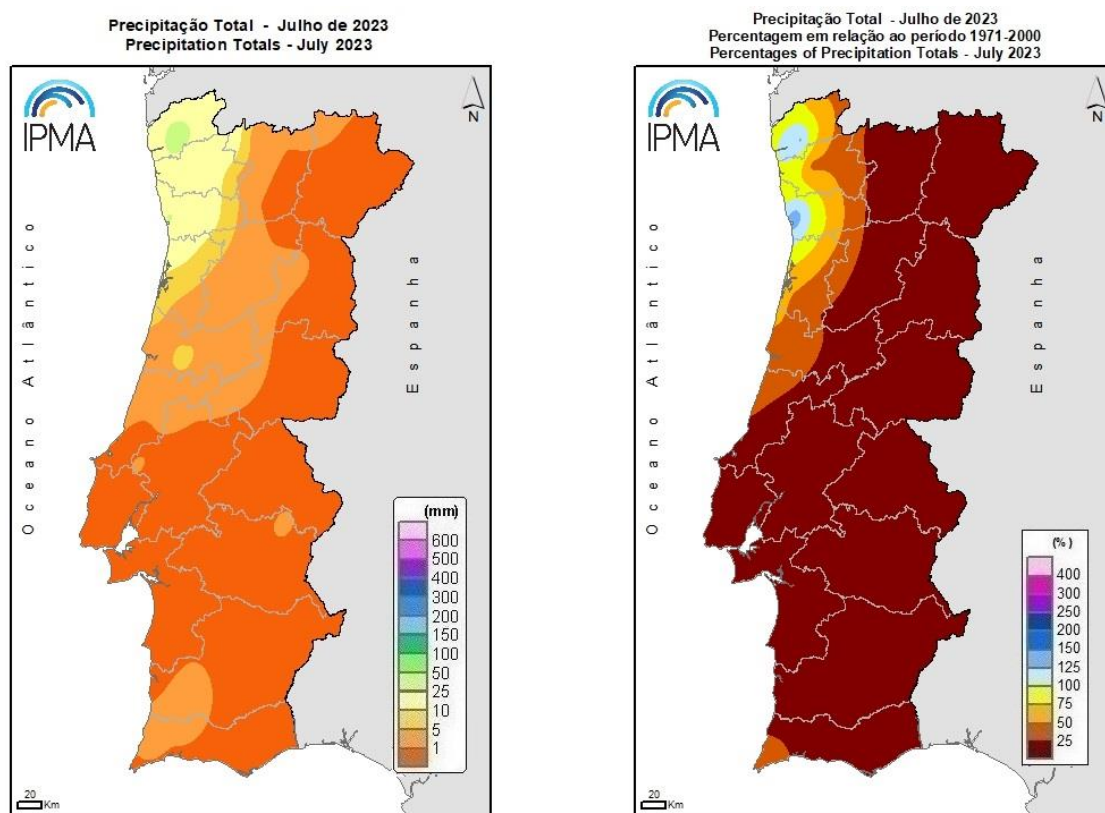 Precipitação Total - Julho de 2023
Precipitation Totals - July 2023
IPMA
N
Oceano Atlântico
Espanha
(mm)
600
500
400
300
200
150
100
50
25
10
5
1
20
Km
Precipitação Total - Julho de 2023
Percentagem em relação ao período 1971-2000
Percentages of Precipitation Totals - July 2023
IPMA
N
Oceano Atlântico
Espanha
(%)
400
300
250
200
150
125
100
75
50
25
20
Km